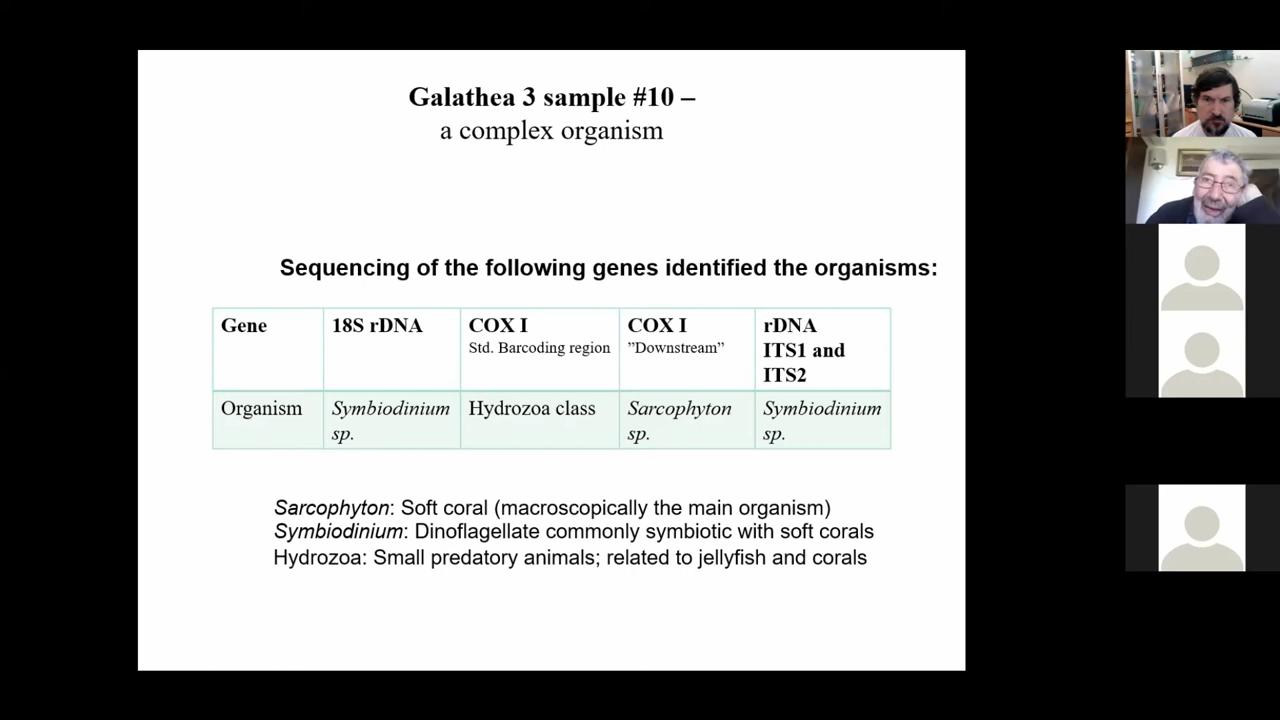 Galathea 3 sample #10 –
a complex organism
Sequencing of the following genes identified the organisms:
Gene
18S rDNA
COX I
Std. Barcoding region
COX I
”Downstream”
rDNA
ITS1 and
ITS2
Organism
Symbiodinium
sp.
Hydrozoa class
Sarcophyton
sp.
Symbiodinium
sp.
Sarcophyton: Soft coral (macroscopically the main organism)
Symbiodinium: Dinoflagellate commonly symbiotic with soft corals
Hydrozoa: Small predatory animals; related to jellyfish and corals